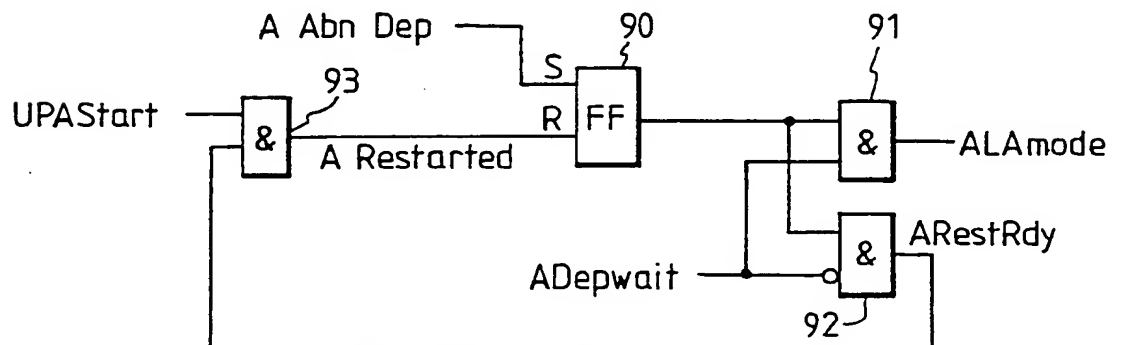 A Abn Dep
90
91
93
S
UPAStart
&
R
FF
&
ALAmode
A Restarted
&
ARestRdy
ADepwait
92